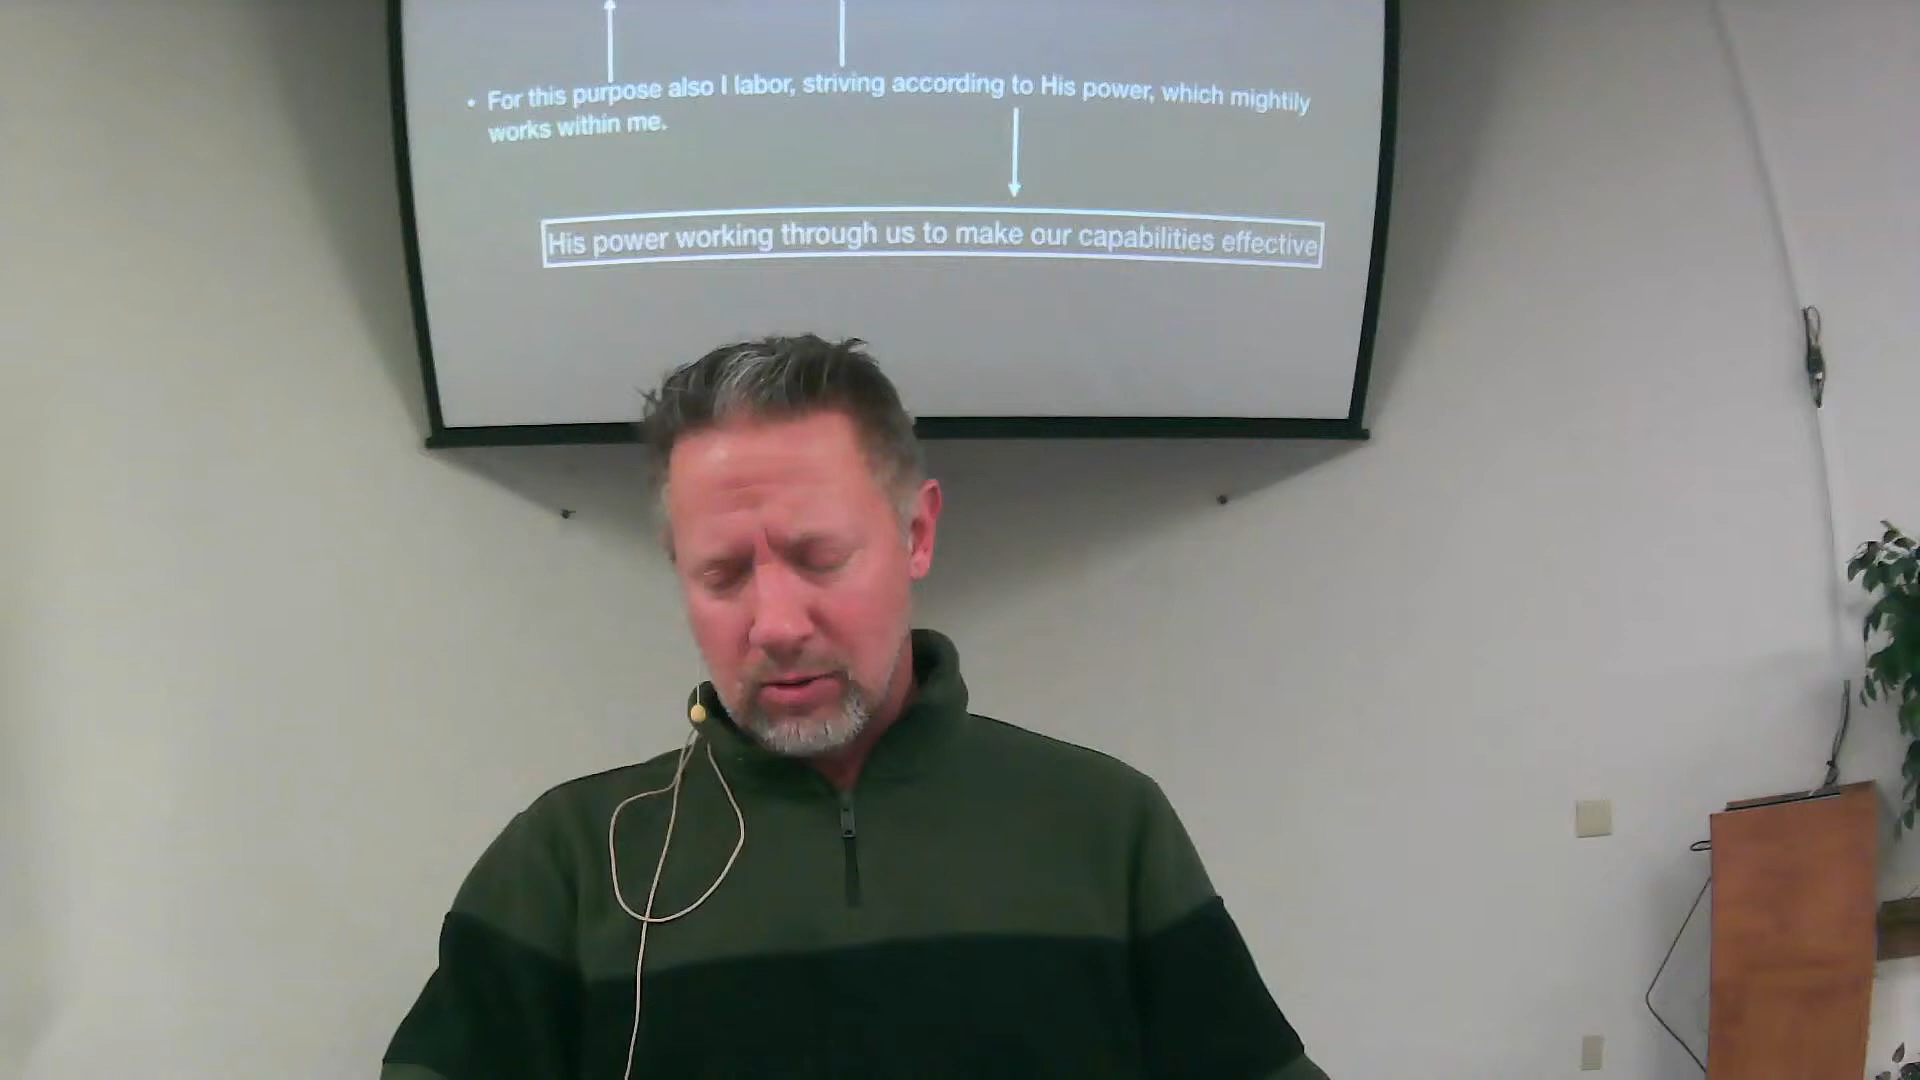 • For this purpose also I labor, striving according to His power, which mightily
works within me.
His power working through us to make our capabilities effective